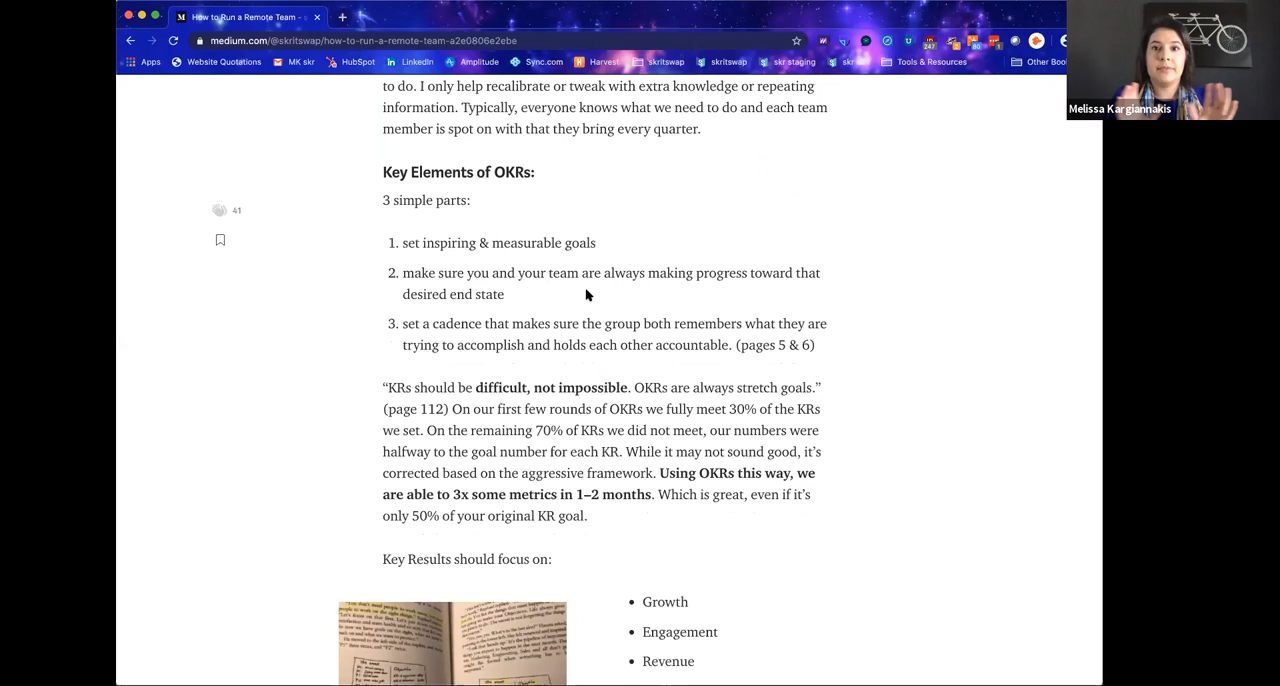 How to Run a Remote Team -
medium.com/@skritswap/how-to-run-a-remote-team-a2e0806e2ebe
247
80
Apps
Website Quotations
MK skr
HubSpot
LinkedIn
Amplitude
Sync.com
Harvest
skritswap
skritswap
skr staging
Tools & Resources
Other Boo
Melissa Kargiannakis
to do. I only help recalibrate or tweak with extra knowledge or repeating
information. Typically, everyone knows what we need to do and each team
member is spot on with that they bring every quarter.
Key Elements of OKRs:
3 simple parts:
41
1. set inspiring & measurable goals
2. make sure you and your team are always making progress toward that
desired end state
3. set a cadence that makes sure the group both remembers what they are
trying to accomplish and holds each other accountable. (pages 5 & 6)
“KRs should be difficult, not impossible. OKRs are always stretch goals.”
(page 112) On our first few rounds of OKRs we fully meet 30% of the KRs
we set. On the remaining 70% of KRs we did not meet, our numbers were
halfway to the goal number for each KR. While it may not sound good, it’s
corrected based on the aggressive framework. Using OKRs this way, we
are able to 3x some metrics in 1–2 months. Which is great, even if it’s
only 50% of your original KR goal.
Key Results should focus on:
• Growth
• Engagement
• Revenue